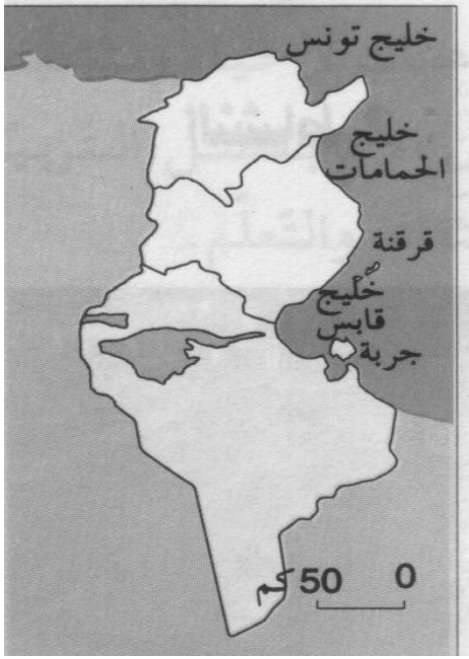 خليج تونس
خليج
الحمامات
قرقنة
خليج
قابس
جربة
50 كم
0